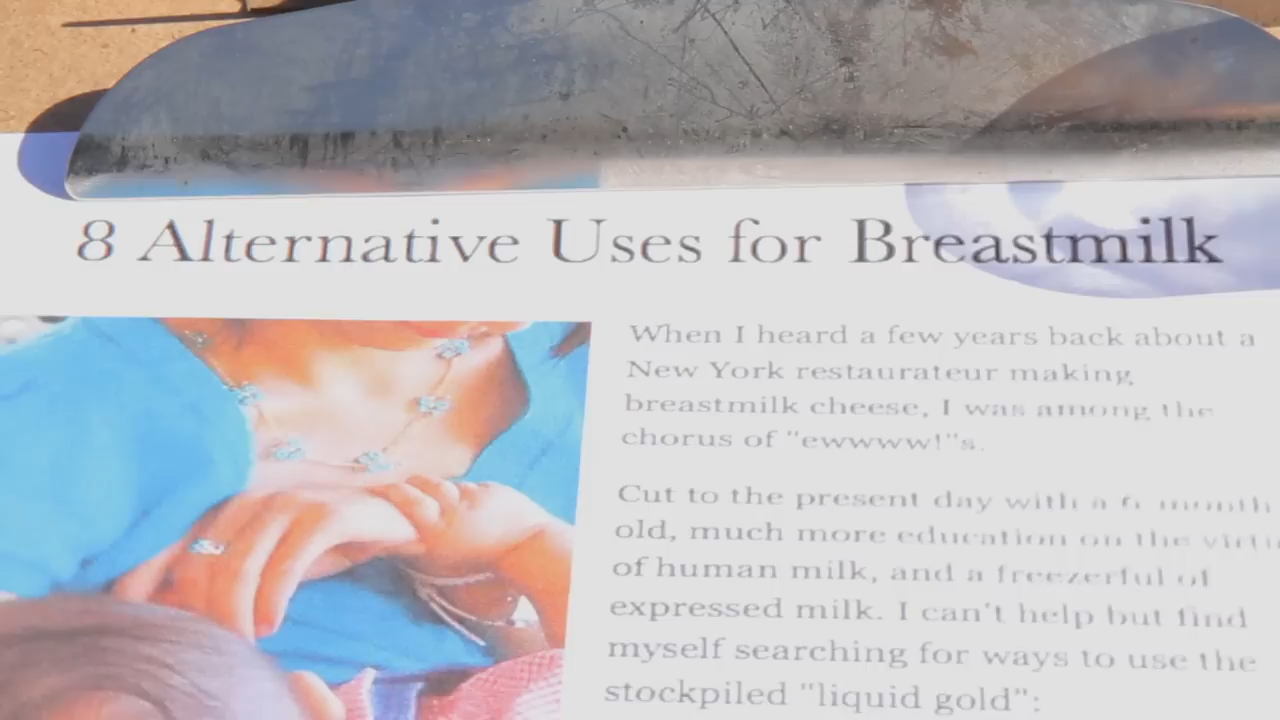 8 Alternative Uses for Breastmilk
When I heard a few years back about a
New York restaurateur making
breastmilk cheese, I was among the
chorus of "ewwww!"s.
Cut to the present day with a 6 month
old, much more education on the
of human milk, and a freezerful of
expressed milk. I can't help but find
myself searching for ways to use the
stockpiled "liquid gold":